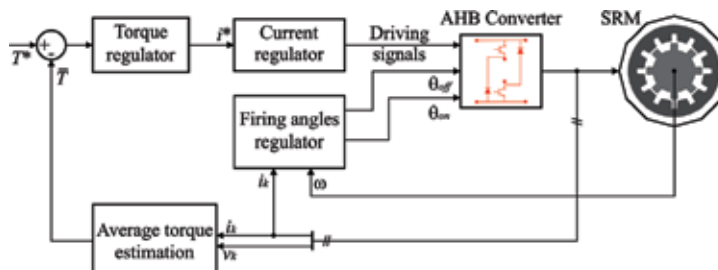 AHB Converter
SRM
Torque
regulator
i*
Current
regulator
Driving
signals
T*
+
-
T̅
θoff
θon
Firing angles
regulator
ik
ω
Average torque
estimation
ik
vk